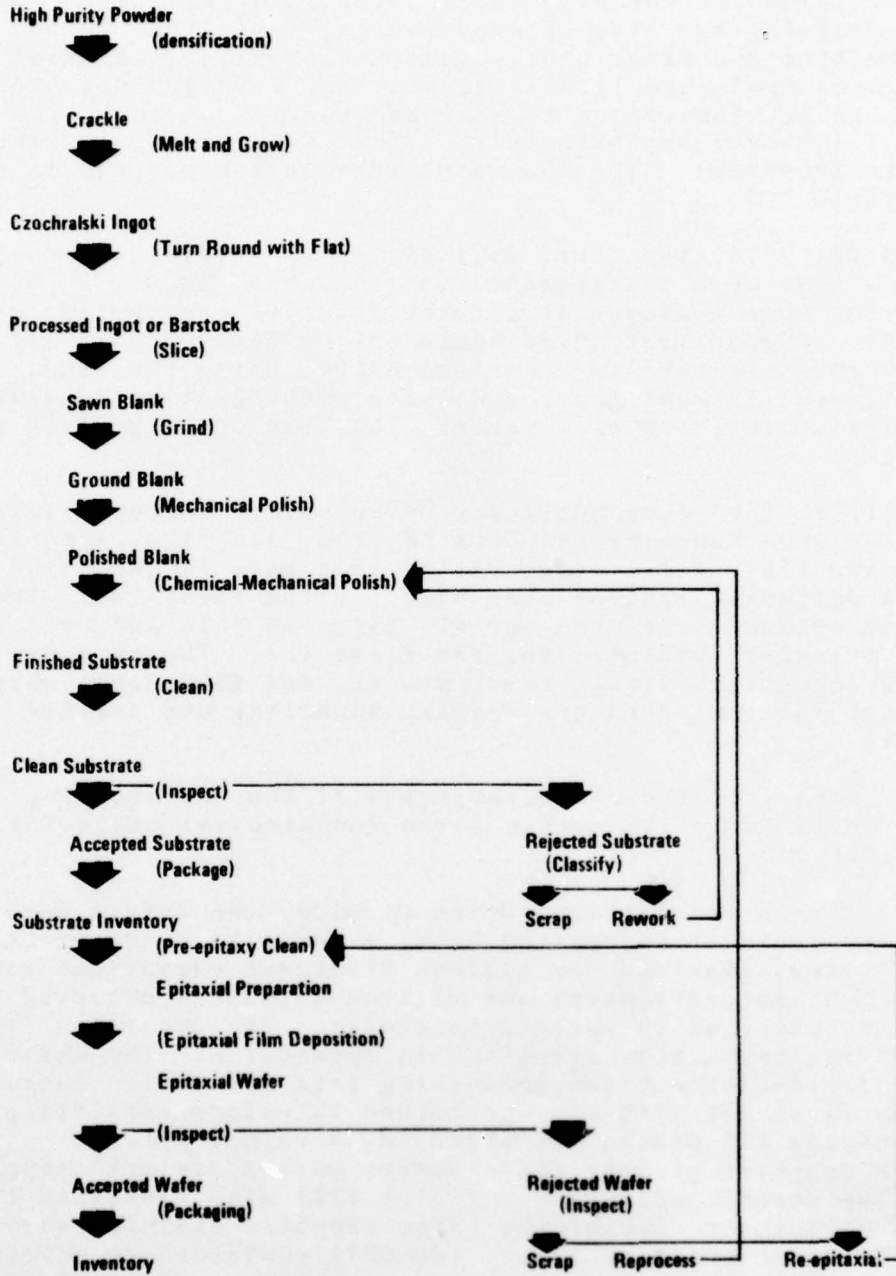 High Purity Powder
(densification)
Crackle
(Melt and Grow)
Czochralski Ingot
(Turn Round with Flat)
Processed Ingot or Barstock
(Slice)
Sawn Blank
(Grind)
Ground Blank
(Mechanical Polish)
Polished Blank
(Chemical-Mechanical Polish)
Finished Substrate
(Clean)
Clean Substrate
(Inspect)
Accepted Substrate
(Package)
Rejected Substrate
(Classify)
Scrap Rework
Substrate Inventory
(Pre-epitaxy Clean)
Epitaxial Preparation
(Epitaxial Film Deposition)
Epitaxial Wafer
(Inspect)
Accepted Wafer
(Packaging)
Inventory
Rejected Wafer
(Inspect)
Scrap Reprocess Re-epitaxial